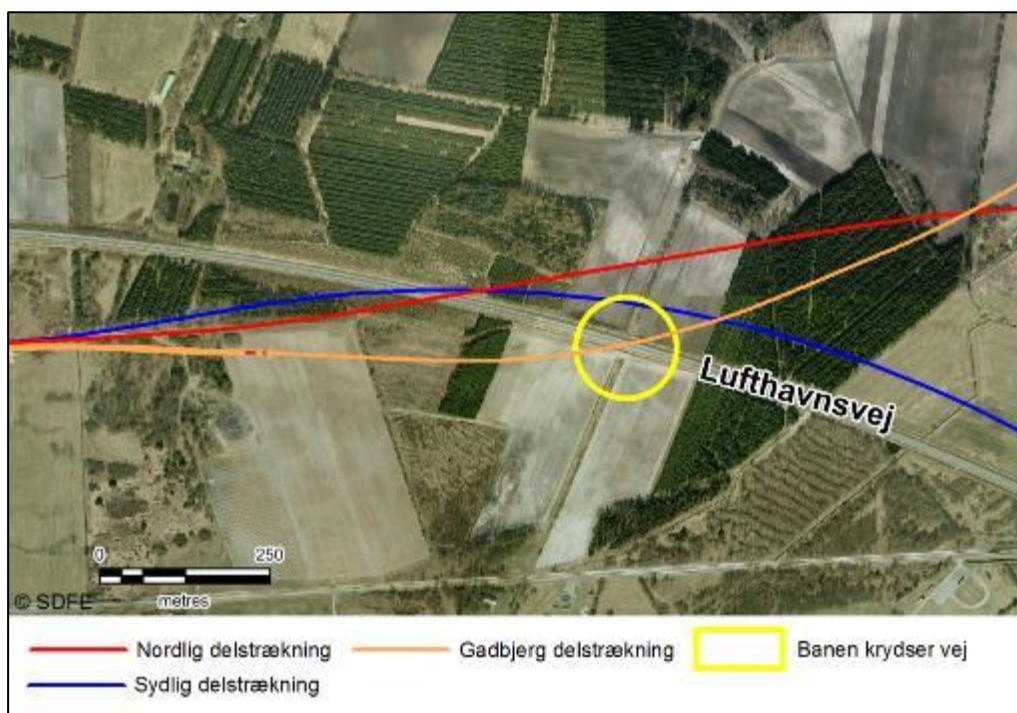 Lufthavnsvej
0 250
metres
© SDFE
Nordlig delstrækning Gadbjerg delstrækning Banen krydser vej
Sydlig delstrækning